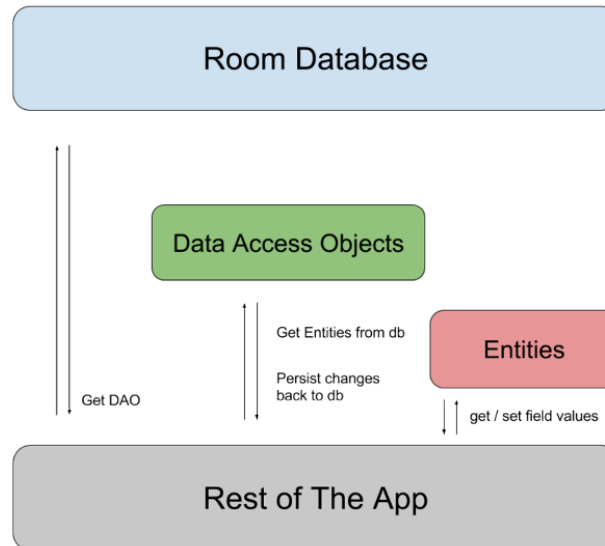 Room Database
Data Access Objects
Get Entities from db
Entities
Persist changes
back to db
Get DAO
get / set field values
Rest of The App